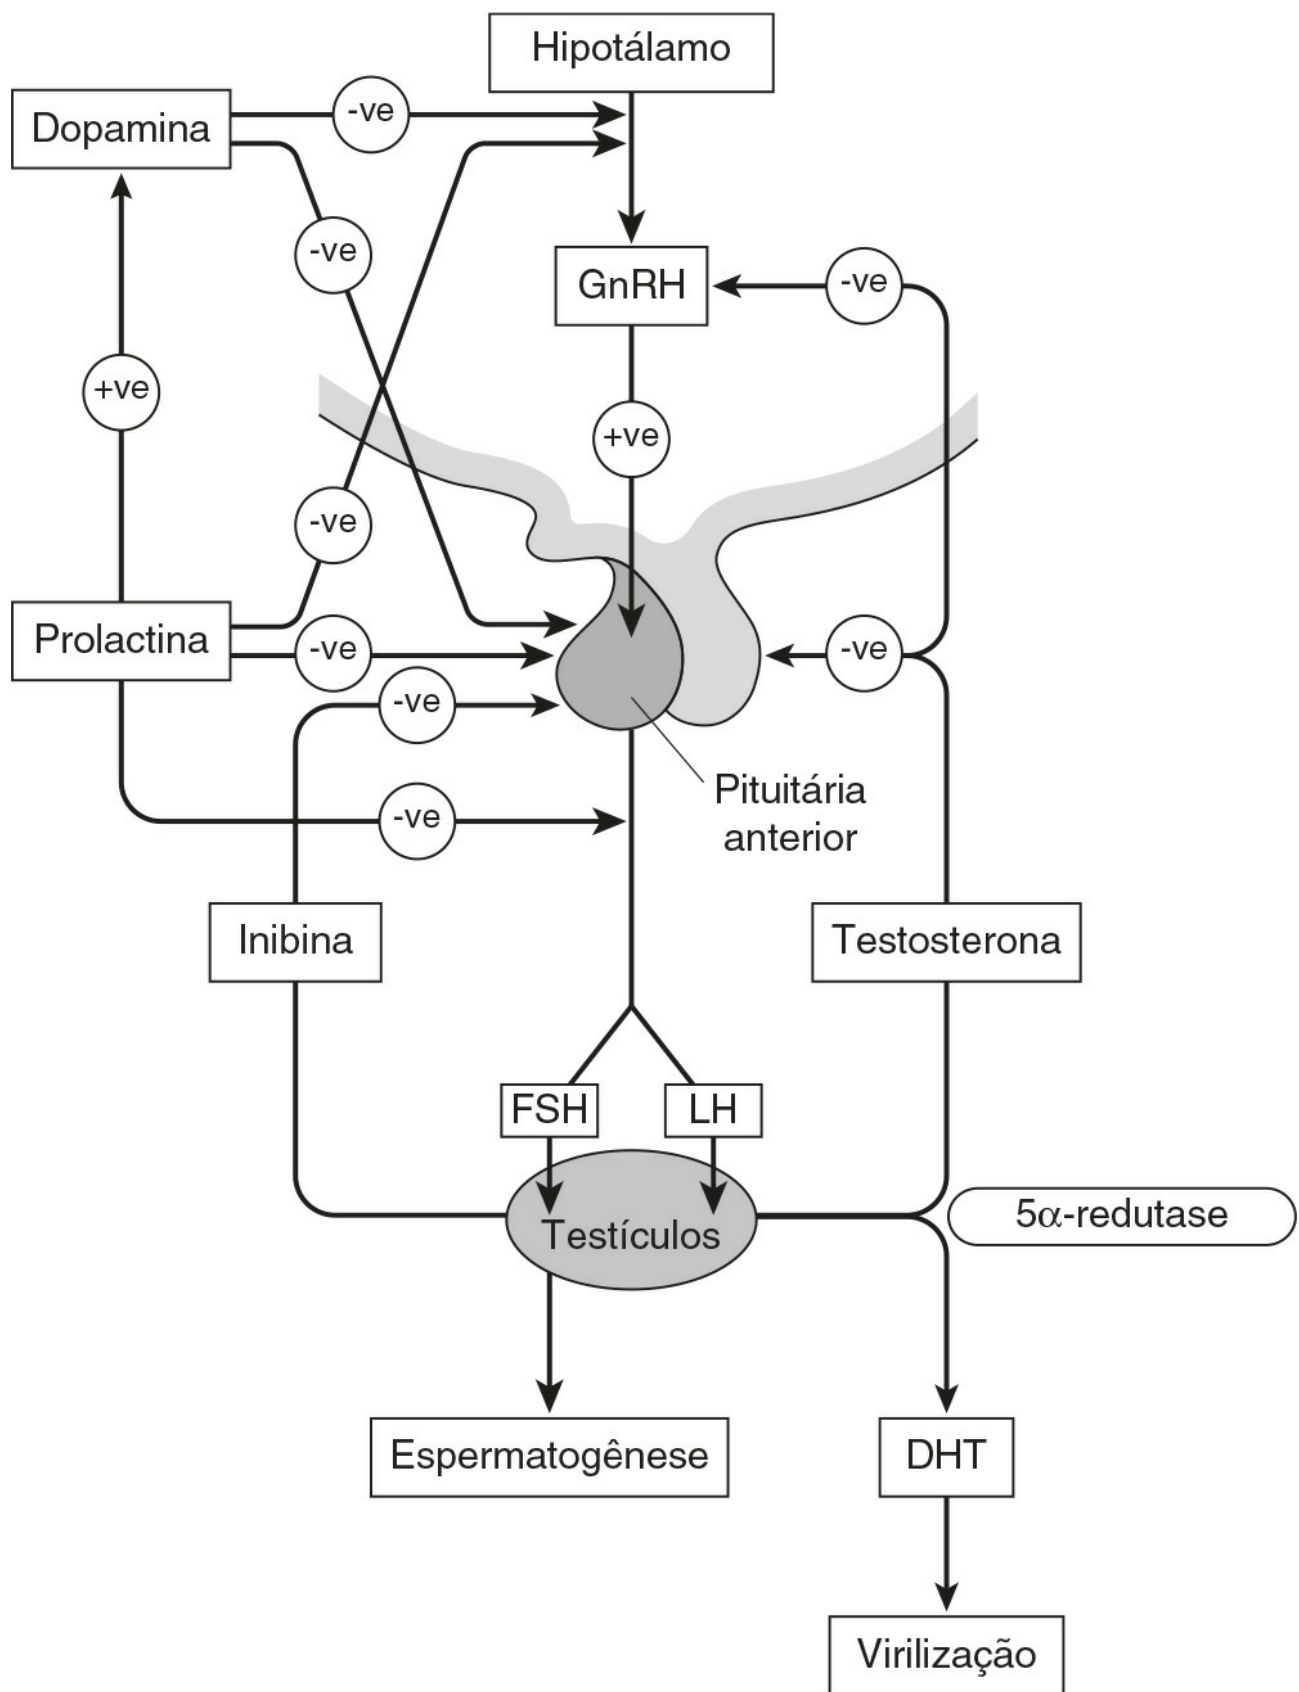 Hipotálamo
Dopamina
-ve
-ve
GnRH
-ve
+ve
+ve
-ve
Prolactina
-ve
-ve
-ve
Pituitária
anterior
-ve
Inibina
Testosterona
FSH
LH
Testículos
5α-redutase
Espermatogênese
DHT
Virilização